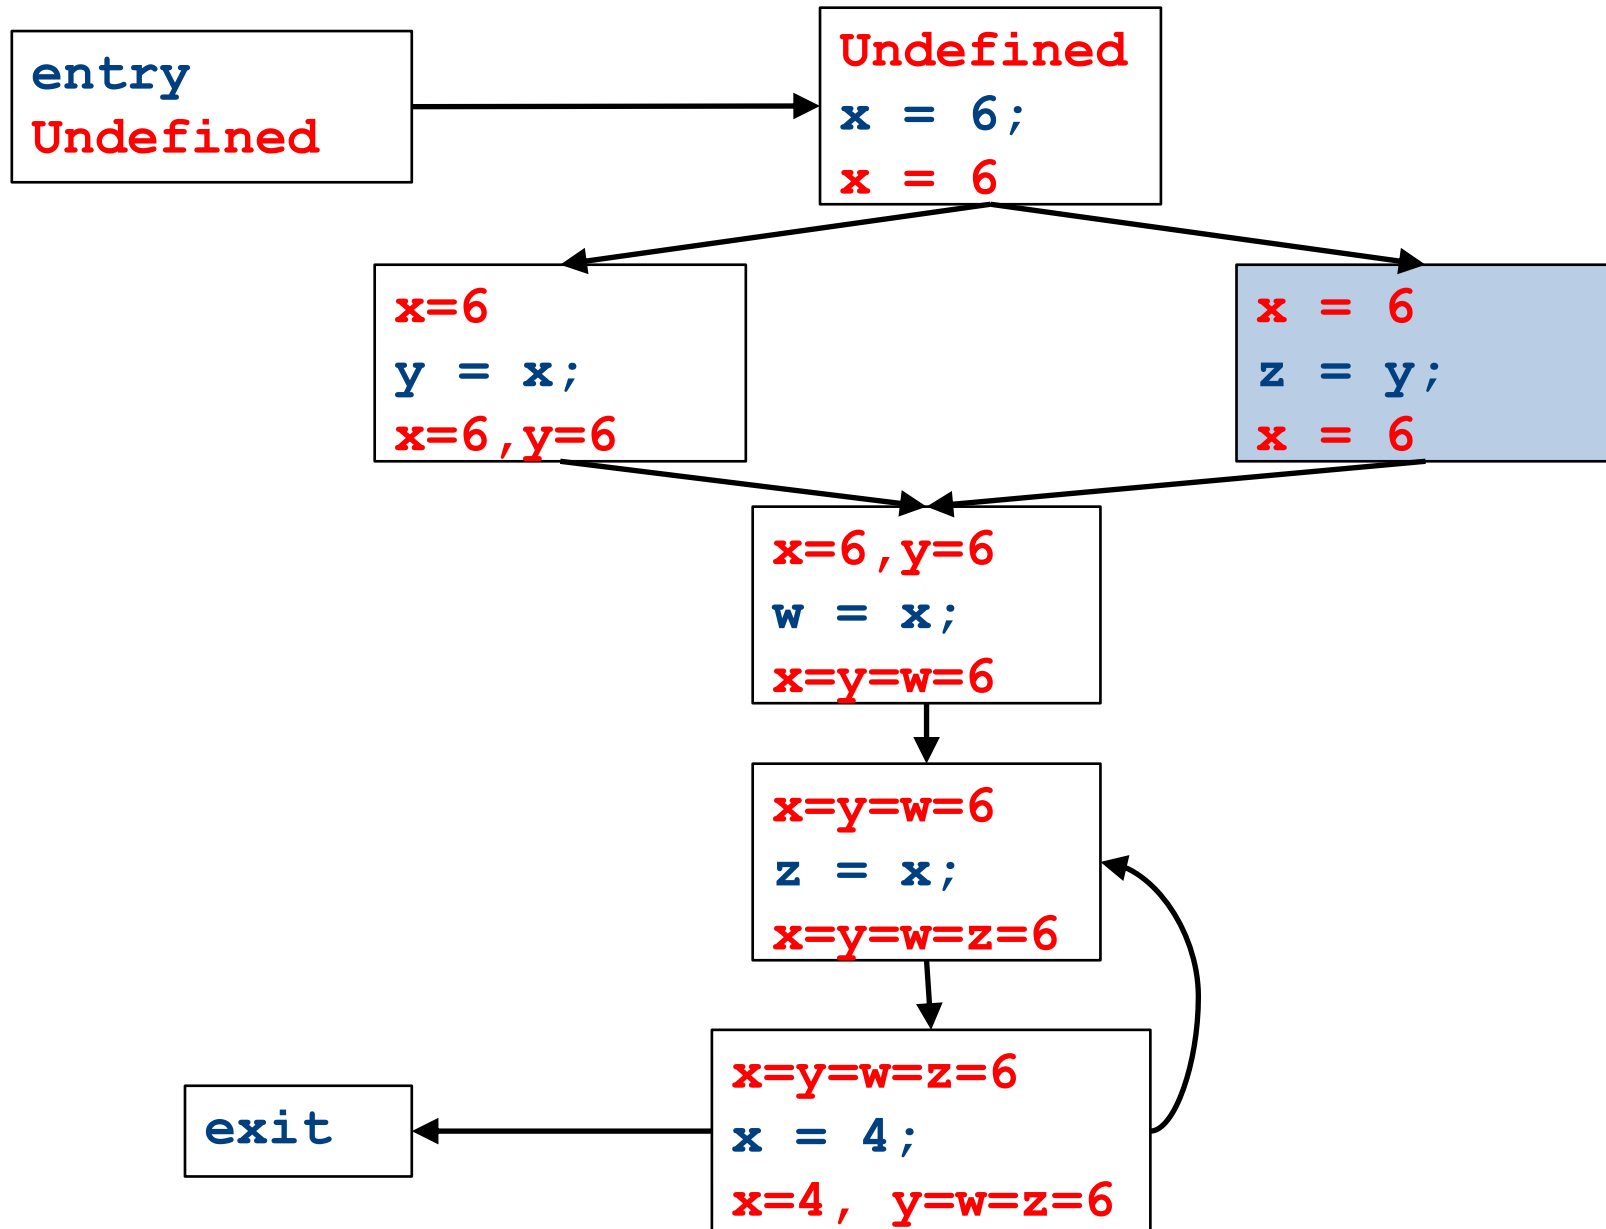 entry
Undefined
Undefined
x = 6;
x = 6
x=6
y = x;
x=6,y=6
x = 6
z = y;
x = 6
x=6,y=6
w = x;
x=y=w=6
x=y=w=6
z = x;
x=y=w=z=6
x=y=w=z=6
x = 4;
x=4, y=w=z=6
exit